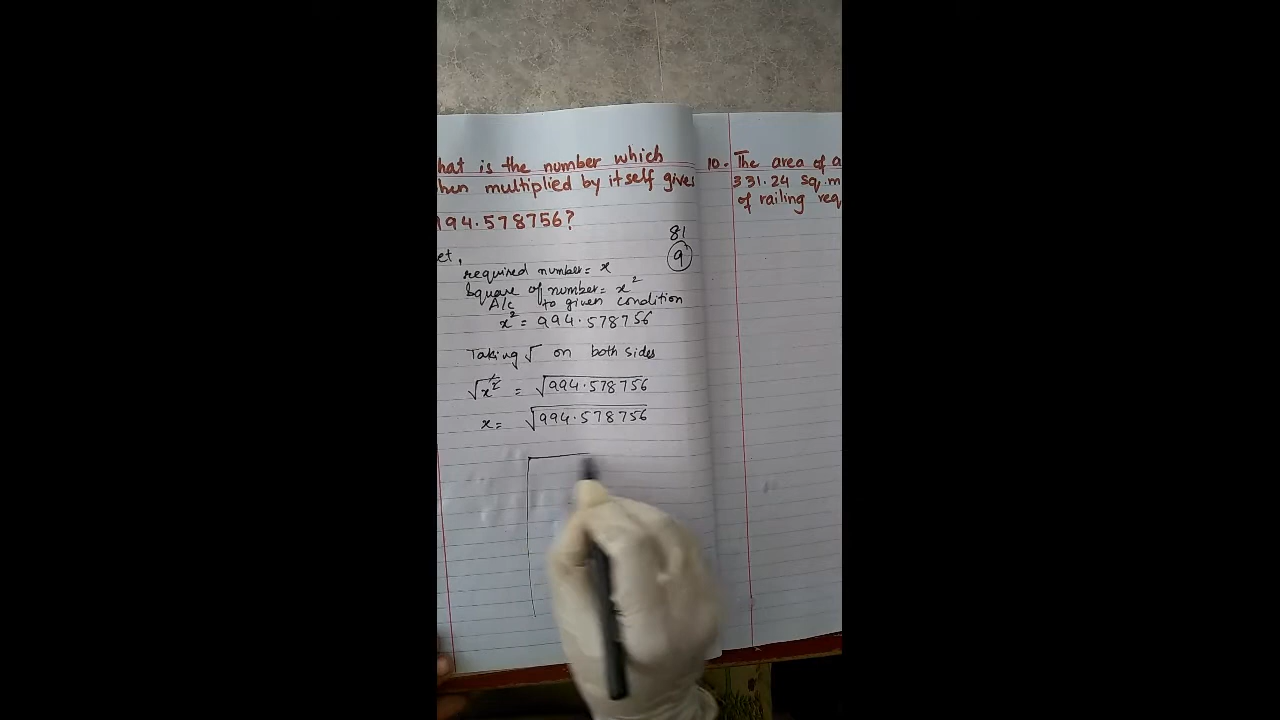 hat is the number which
hen multiplied by itself gives
994.578756?
et,
81
9
required number = x
Square of number = x²
A/c to given condition
x² = 994.578756
Taking √ on both sides
√x² = √994.578756
x = √994.578756
10. The area of a
331.24 sq.m
of railing req